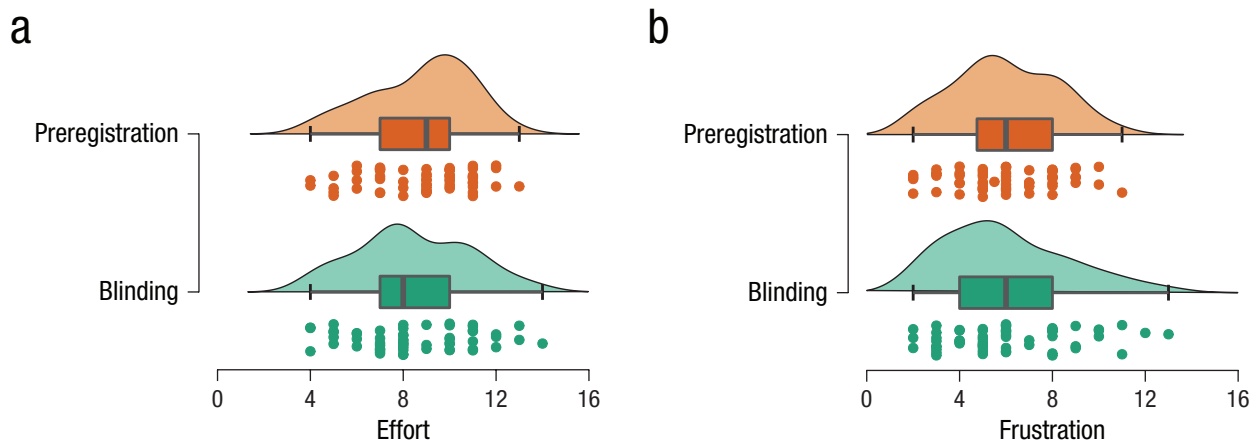 a
Preregistration
Blinding
0 4 8 12 16
Effort
b
Preregistration
Blinding
0 4 8 12 16
Frustration